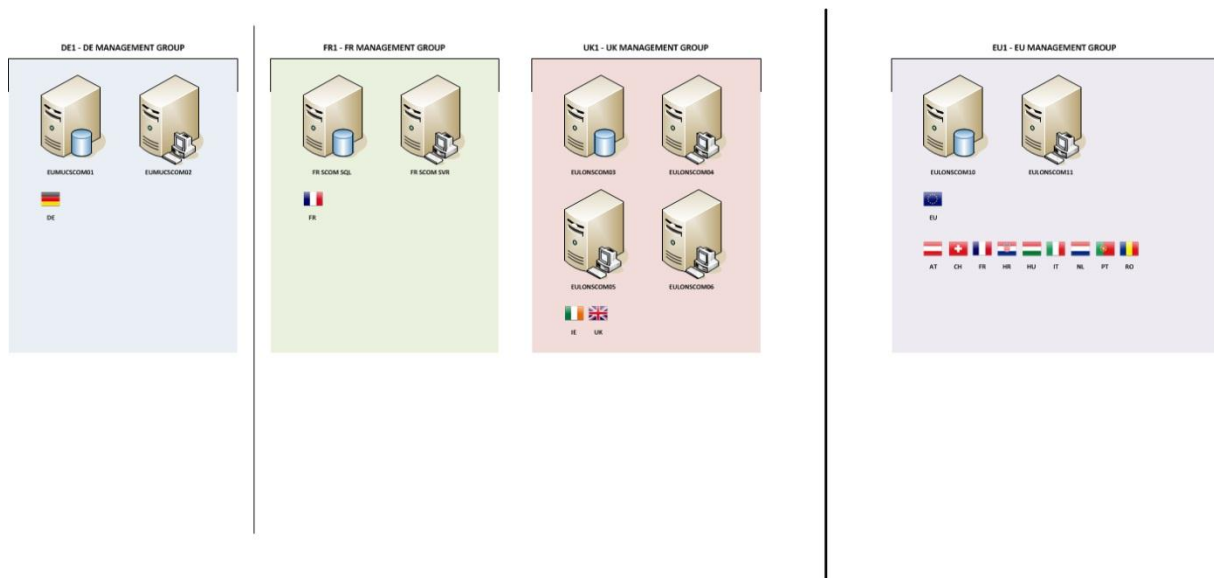 DE1 - DE MANAGEMENT GROUP
EUMUCSCOM01
EUMUCSCOM02
DE
FR1 - FR MANAGEMENT GROUP
FR SCOM SQL
FR SCOM SVR
FR
UK1 - UK MANAGEMENT GROUP
EULONSCOM03
EULONSCOM04
EULONSCOM05
EULONSCOM06
IE
UK
EU1 - EU MANAGEMENT GROUP
EULONSCOM10
EULONSCOM11
EU
AT CH FR HR HU IT NL PT RO